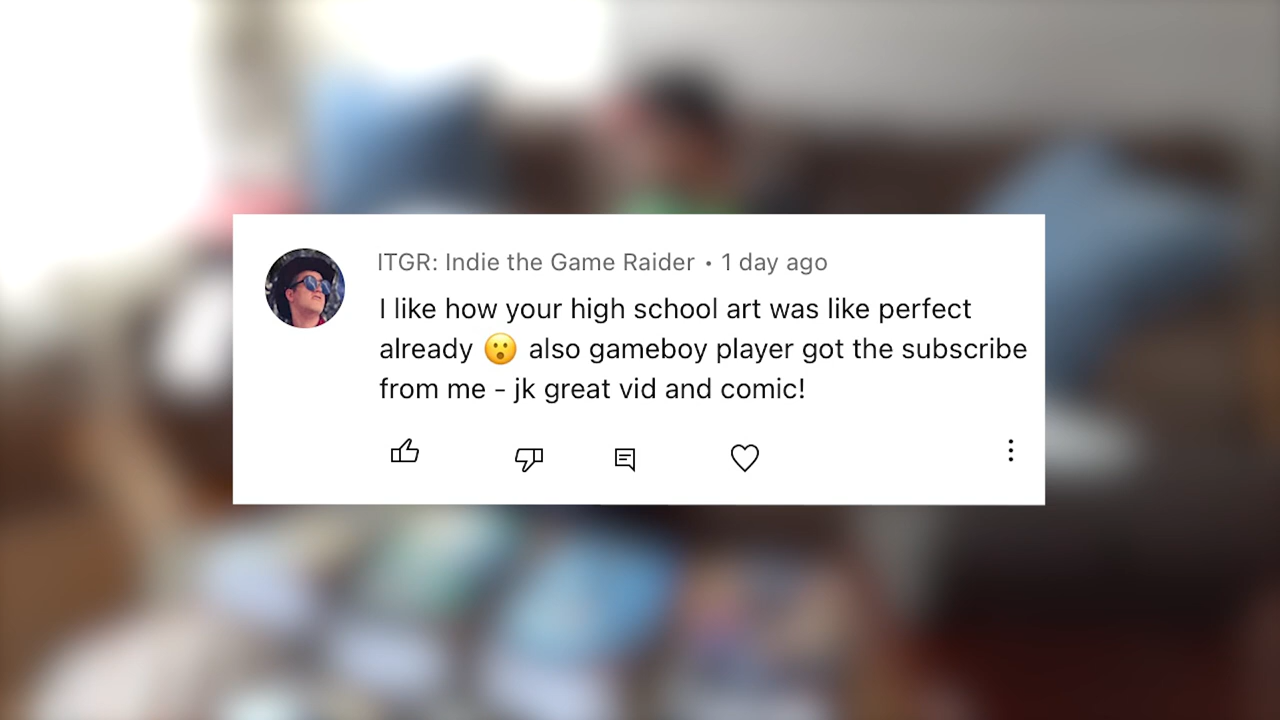 ITGR: Indie the Game Raider • 1 day ago
I like how your high school art was like perfect
already 😮 also gameboy player got the subscribe
from me - jk great vid and comic!